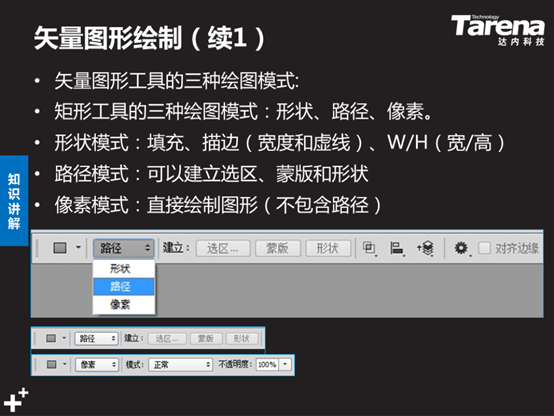 矢量图形绘制（续1）
Technology
Tarena
达内科技
• 矢量图形工具的三种绘图模式:
• 矩形工具的三种绘图模式：形状、路径、像素。
• 形状模式：填充、描边（宽度和虚线）、W/H（宽/高）
• 路径模式：可以建立选区、蒙版和形状
• 像素模式：直接绘制图形（不包含路径）
知识讲解
路径 建立： 选区... 蒙版 形状 对齐边缘
形状
路径
像素
路径 建立： 选区... 蒙版 形状
像素 模式： 正常 不透明度： 100%